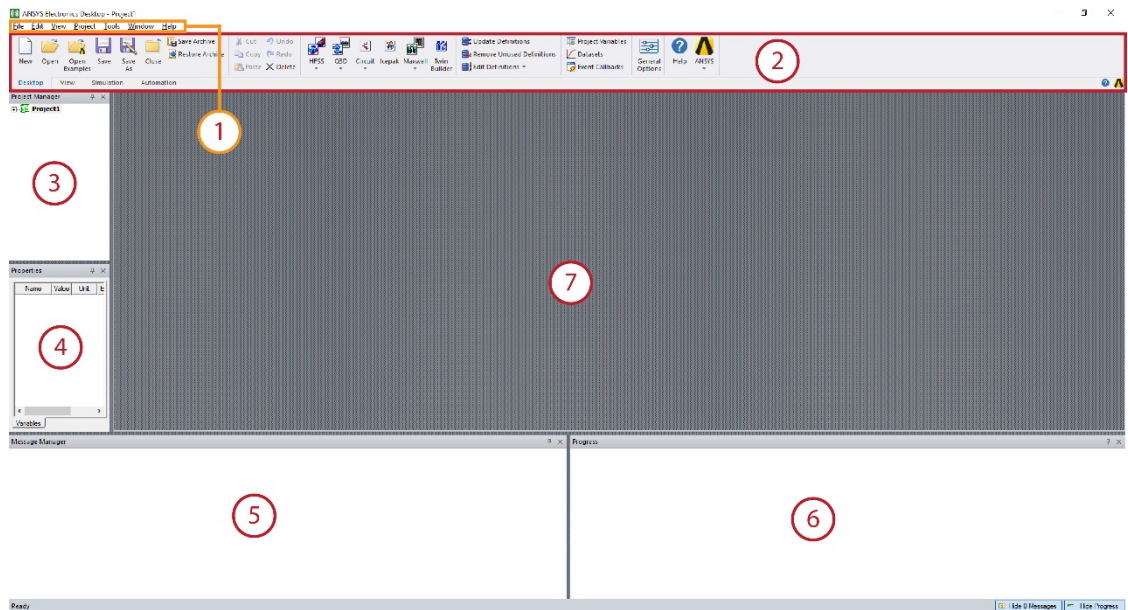 ANSYS Electronics Desktop - Project1
File Edit View Project Tools Window Help
New Open Open Examples Save Save As Close Save Archive Restore Archive
Cut Copy Paste Undo Redo Delete
HFSS Q3D Circuit Icepak Maxwell Twin Builder
Update Definitions
Remove Unused Definitions
Edit Definitions
Project Variables
Datasets
Event Callbacks
General Options Help ANSYS
2
Desktop View Simulation Automation
Project Manager
Project1
1
3
7
Properties
Name Value Unit E
4
Variables
Message Manager
Progress
5
6
Ready
Hide 0 Messages Hide Progress